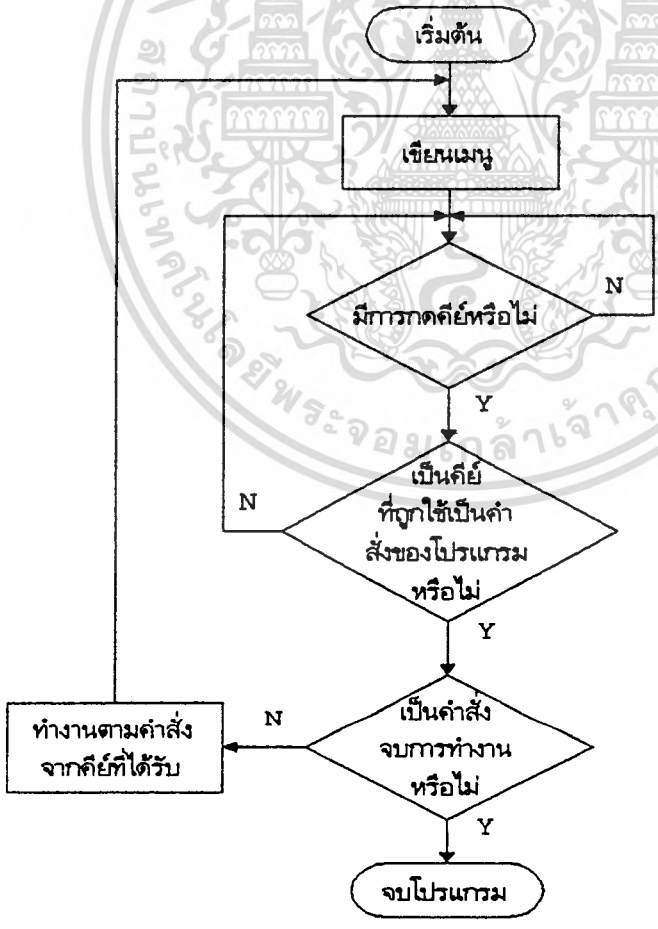 เริ่มต้น
เขียนเมนู
มีการกดคีย์หรือไม่
N
Y
เป็นคีย์
ที่ถูกใช้เป็นคำ
สั่งของโปรแกรม
หรือไม่
N
Y
เป็นคำสั่ง
จบการทำงาน
หรือไม่
N
ทำงานตามคำสั่ง
จากคีย์ที่ได้รับ
Y
จบโปรแกรม